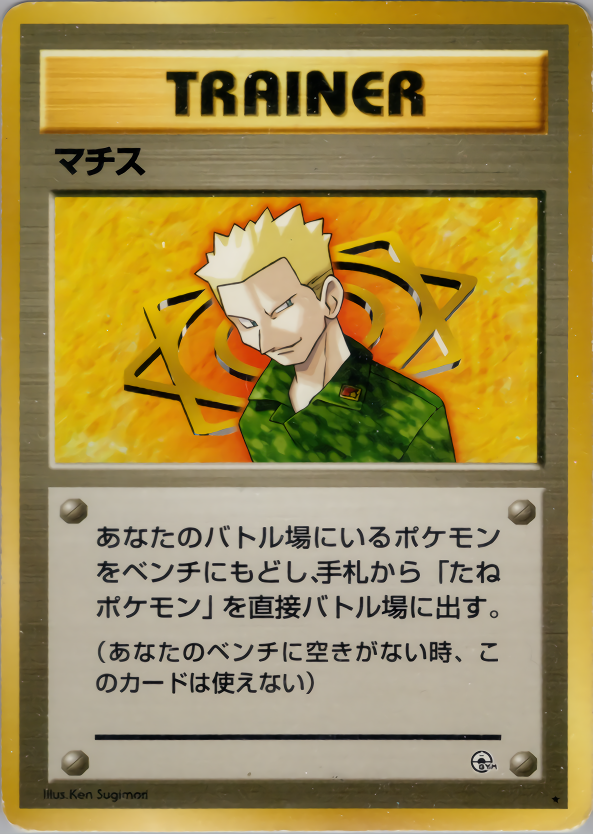 TRAINER
マチス
あなたのバトル場にいるポケモン
をベンチにもどし、手札から「たね
ポケモン」を直接バトル場に出す。
(あなたのベンチに空きがない時、こ
のカードは使えない)
GYM
Illus.Ken Sugimori
★